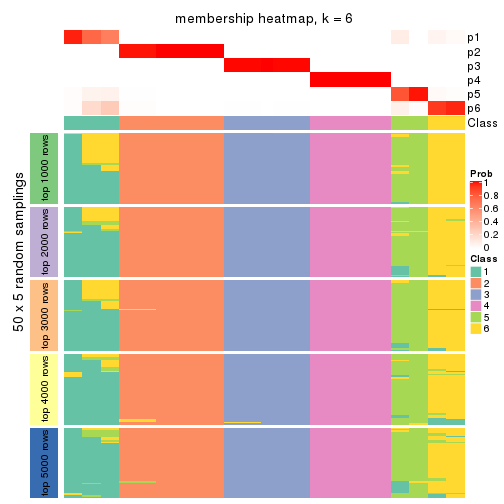 membership heatmap, k = 6
p1
p2
p3
p4
p5
p6
Class
50 x 5 random samplings
top 1000 rows
top 2000 rows
top 3000 rows
top 4000 rows
top 5000 rows
Prob
1
0.8
0.6
0.4
0.2
0
Class
1
2
3
4
5
6